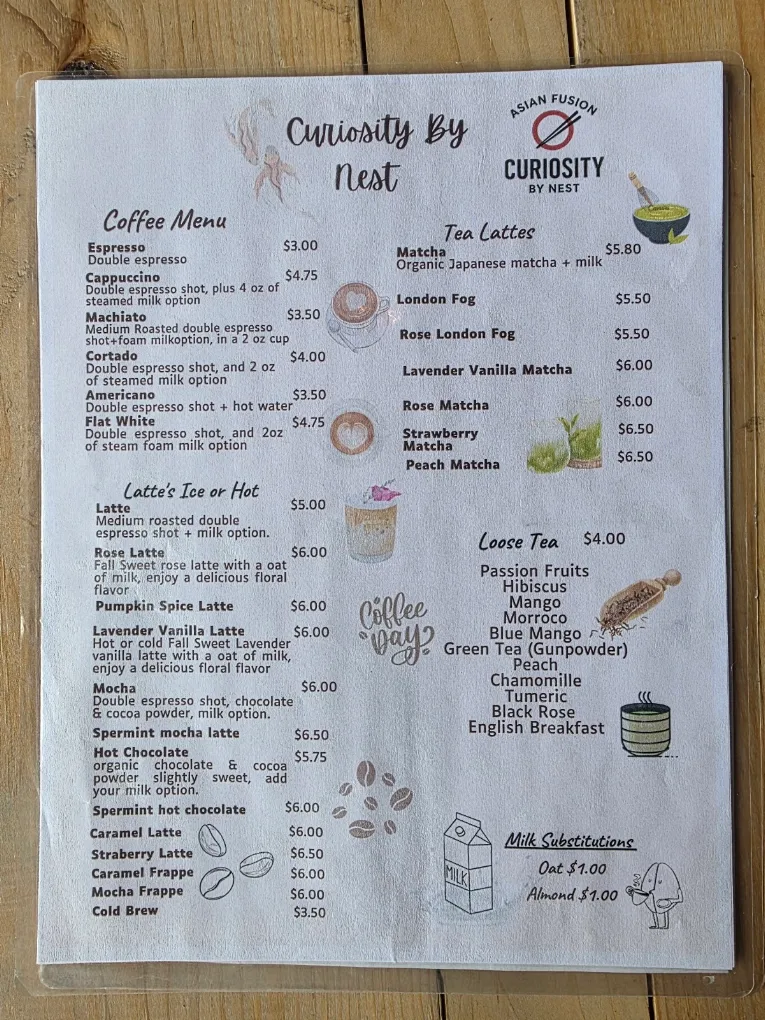 Curiosity By
Nest
ASIAN FUSION
CURIOSITY
BY NEST
Coffee Menu
Espresso $3.00
Double espresso
Cappuccino $4.75
Double espresso shot, plus 4 oz of
steamed milk option
Machiato $3.50
Medium Roasted double espresso
shot+foam milkoption, in a 2 oz cup
Cortado $4.00
Double espresso shot, and 2 oz
of steamed milk option
Americano $3.50
Double espresso shot + hot water
Flat White $4.75
Double espresso shot, and 2oz
of steam foam milk option
Latte's Ice or Hot
Latte $5.00
Medium roasted double
espresso shot + milk option.
Rose Latte $6.00
Fall Sweet rose latte with a oat
of milk, enjoy a delicious floral
flavor
Pumpkin Spice Latte $6.00
Lavender Vanilla Latte $6.00
Hot or cold Fall Sweet Lavender
vanilla latte with a oat of milk,
enjoy a delicious floral flavor
Mocha $6.00
Double espresso shot, chocolate
& cocoa powder, milk option.
Spermint mocha latte $6.50
Hot Chocolate $5.75
organic chocolate & cocoa
powder slightly sweet, add
your milk option.
Spermint hot chocolate $6.00
Caramel Latte $6.00
Straberry Latte $6.50
Caramel Frappe $6.00
Mocha Frappe $6.00
Cold Brew $3.50
Tea Lattes
Matcha $5.80
Organic Japanese matcha + milk
London Fog $5.50
Rose London Fog $5.50
Lavender Vanilla Matcha $6.00
Rose Matcha $6.00
Strawberry $6.50
Matcha
Peach Matcha $6.50
Loose Tea $4.00
Passion Fruits
Hibiscus
Mango
Morroco
Blue Mango
Green Tea (Gunpowder)
Peach
Chamomille
Tumeric
Black Rose
English Breakfast
Coffee
Day
MILK
Milk Substitutions
Oat $1.00
Almond $1.00